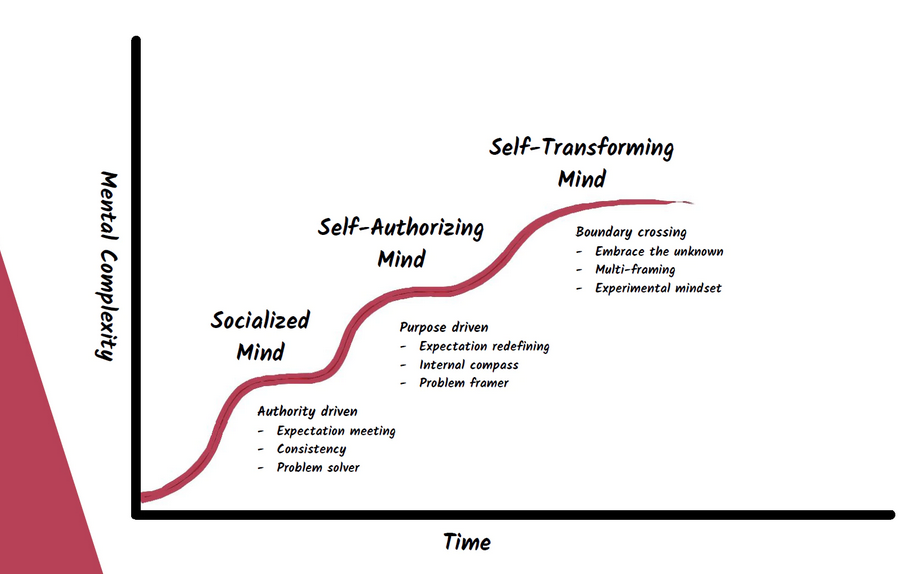 Self-Transforming
Mind
Boundary crossing
- Embrace the unknown
- Multi-framing
- Experimental mindset
Self-Authorizing
Mind
Purpose driven
- Expectation redefining
- Internal compass
- Problem framer
Socialized
Mind
Authority driven
- Expectation meeting
- Consistency
- Problem solver
Mental Complexity
Time